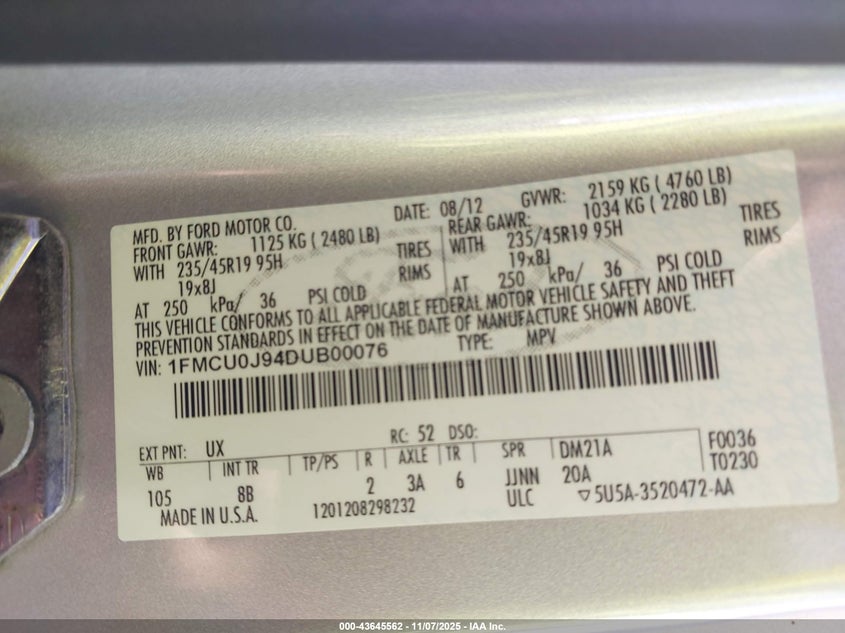 MFD. BY FORD MOTOR CO. DATE: 08/12 GVWR: 2159 KG ( 4760 LB)
FRONT GAWR: 1125 KG ( 2480 LB) REAR GAWR: 1034 KG ( 2280 LB)
WITH 235/45R19 95H TIRES WITH 235/45R19 95H TIRES
19x8J RIMS 19x8J RIMS
AT 250 kPa/ 36 PSI COLD AT 250 kPa/ 36 PSI COLD
THIS VEHICLE CONFORMS TO ALL APPLICABLE FEDERAL MOTOR VEHICLE SAFETY AND THEFT
PREVENTION STANDARDS IN EFFECT ON THE DATE OF MANUFACTURE SHOWN ABOVE.
VIN: 1FMCU0J94DUB00076 TYPE: MPV
EXT PNT: UX RC: 52 DSO: F0036
WB INT TR TP/PS R AXLE TR SPR DM21A T0230
105 8B 2 3A 6 JJNN 20A
MADE IN U.S.A. 1201208298232 ULC ▽5U5A-3520472-AA
000-43645562 - 11/07/2025 - IAA Inc.